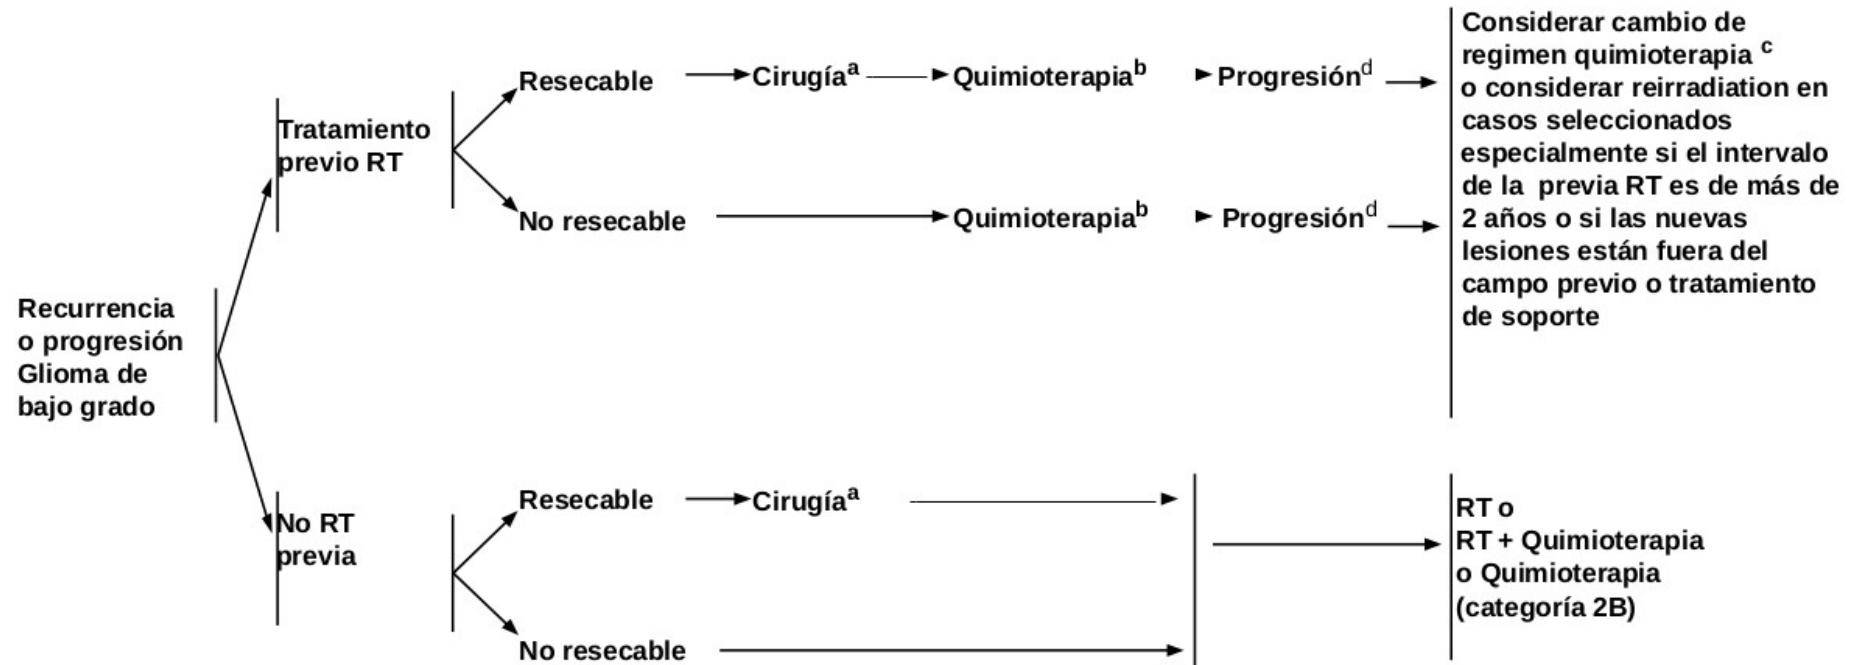 Recurrencia
o progresión
Glioma de
bajo grado
Tratamiento
previo RT
Resecable
Cirugíaᵃ
Quimioterapiaᵇ
Progresiónᵈ
No resecable
Quimioterapiaᵇ
Progresiónᵈ
Considerar cambio de
regimen quimioterapia ᶜ
o considerar reirradiation en
casos seleccionados
especialmente si el intervalo
de la previa RT es de más de
2 años o si las nuevas
lesiones están fuera del
campo previo o tratamiento
de soporte
No RT
previa
Resecable
Cirugíaᵃ
No resecable
RT o
RT + Quimioterapia
o Quimioterapia
(categoría 2B)